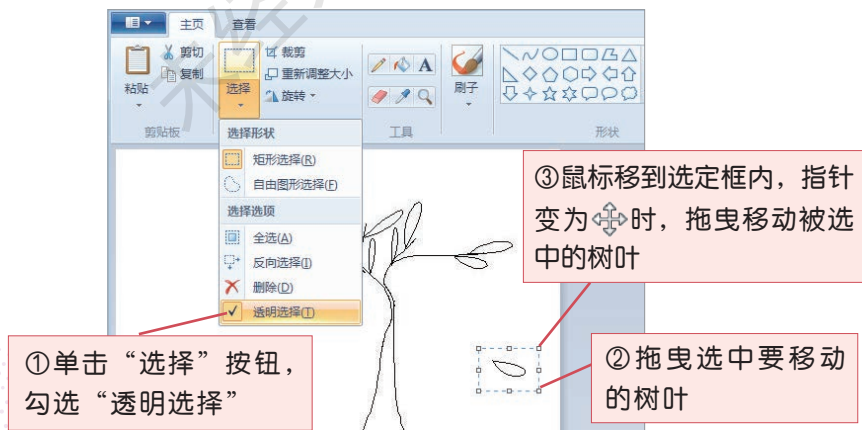 主页 查看
剪切
复制
粘贴
剪贴板
选择
裁剪
重新调整大小
旋转
A
工具
刷子
形状
选择形状
矩形选择(R)
自由图形选择(F)
选择选项
全选(A)
反向选择(I)
删除(D)
透明选择(T)
③鼠标移到选定框内，指针
变为时，拖曳移动被选
中的树叶
①单击“选择”按钮，
勾选“透明选择”
②拖曳选中要移动
的树叶
未经